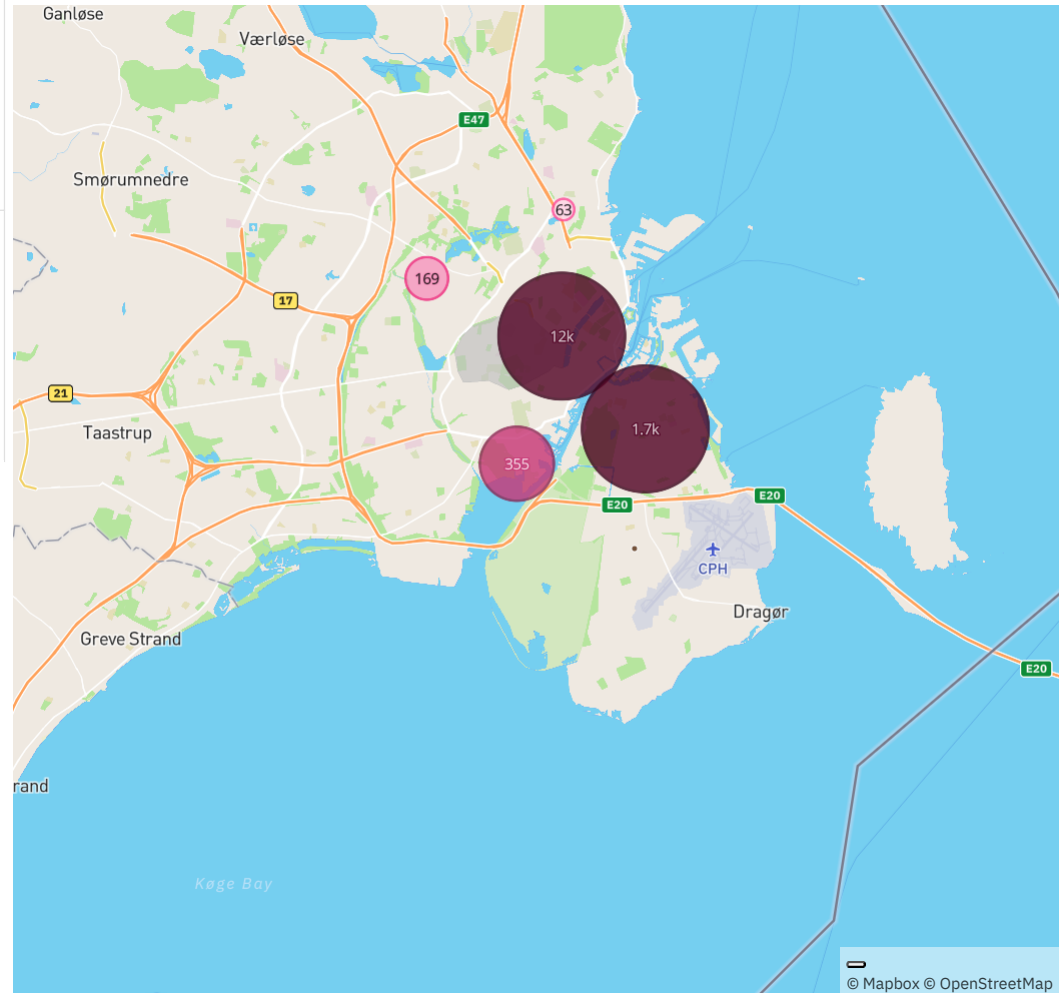 Ganløse
Værløse
E47
Smørumnedre
63
169
17
12k
21
1.7k
Taastrup
355
E20
E20
CPH
Dragør
Greve Strand
E20
rand
Køge Bay
© Mapbox © OpenStreetMap